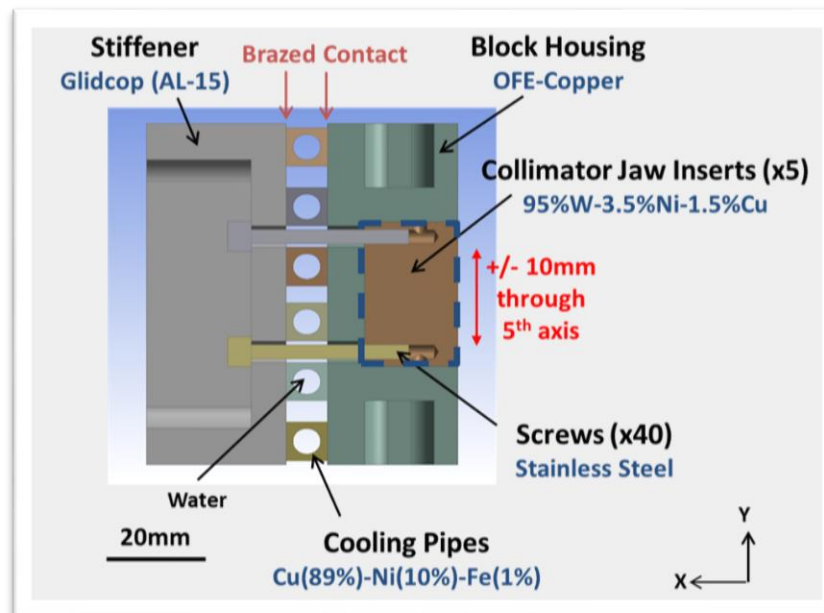 Stiffener
Glidcop (AL-15)
Brazed Contact
Block Housing
OFE-Copper
Collimator Jaw Inserts (x5)
95%W-3.5%Ni-1.5%Cu
+/- 10mm
through
5th axis
Screws (x40)
Stainless Steel
Water
20mm
Cooling Pipes
Cu(89%)-Ni(10%)-Fe(1%)
Y
X